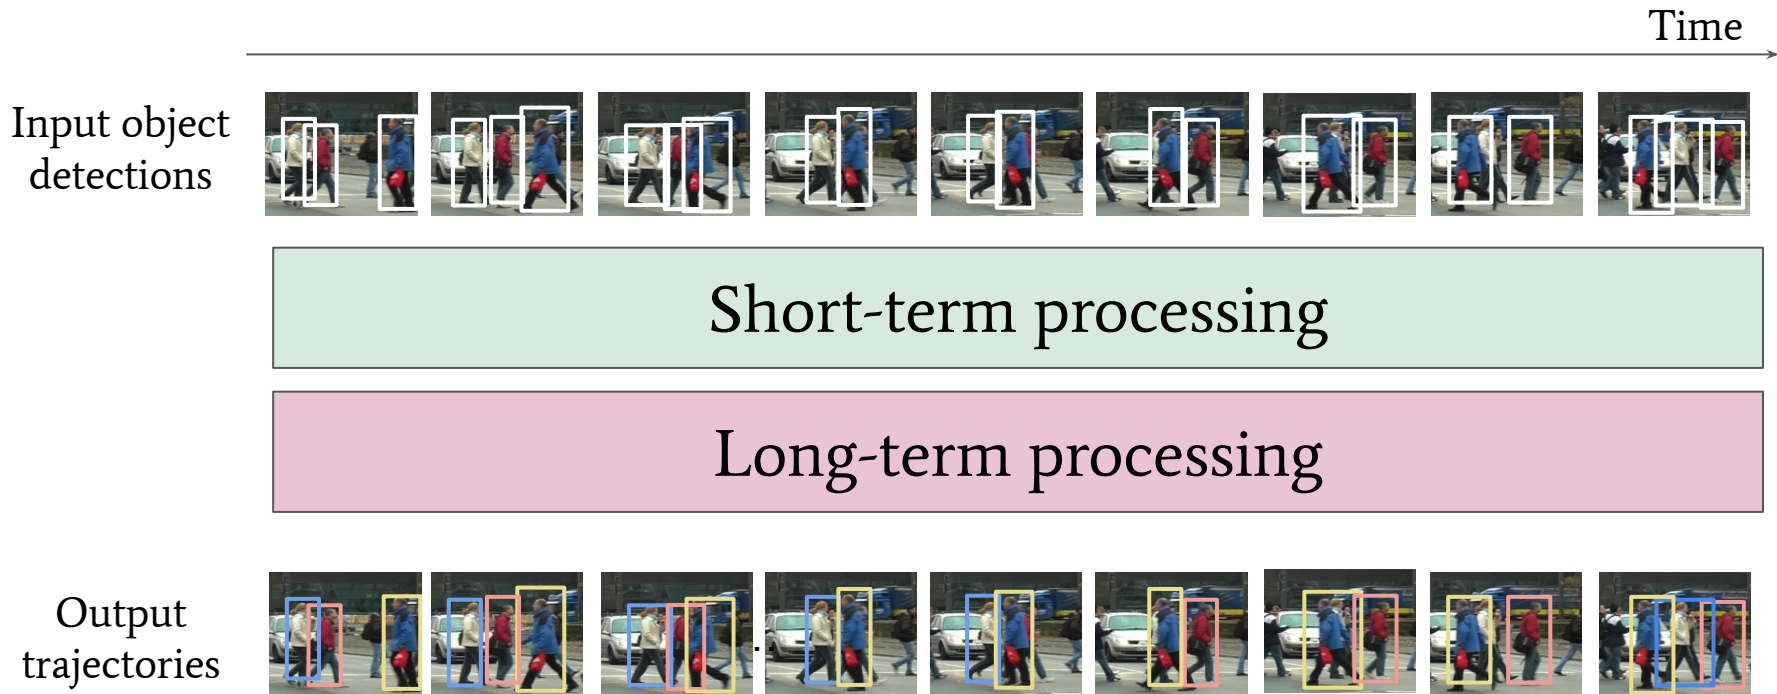 Time
Input object
detections
Short-term processing
Long-term processing
Output
trajectories
..